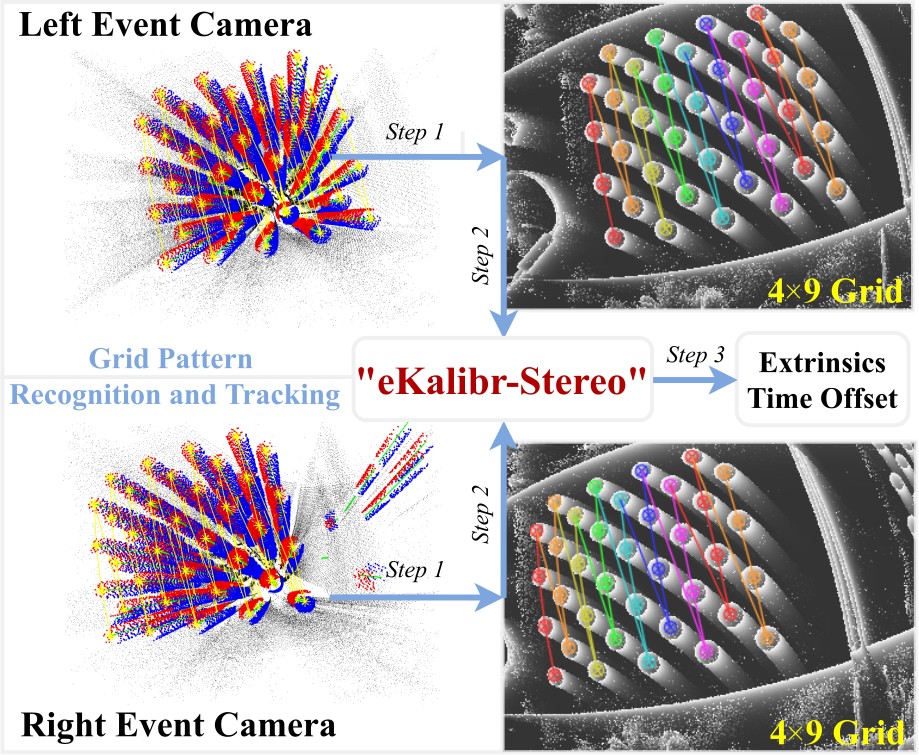 Left Event Camera
Step 1
Step 2
4×9 Grid
Grid Pattern
Recognition and Tracking
"eKalibr-Stereo"
Step 3
Extrinsics
Time Offset
Step 2
Step 1
Right Event Camera
4×9 Grid